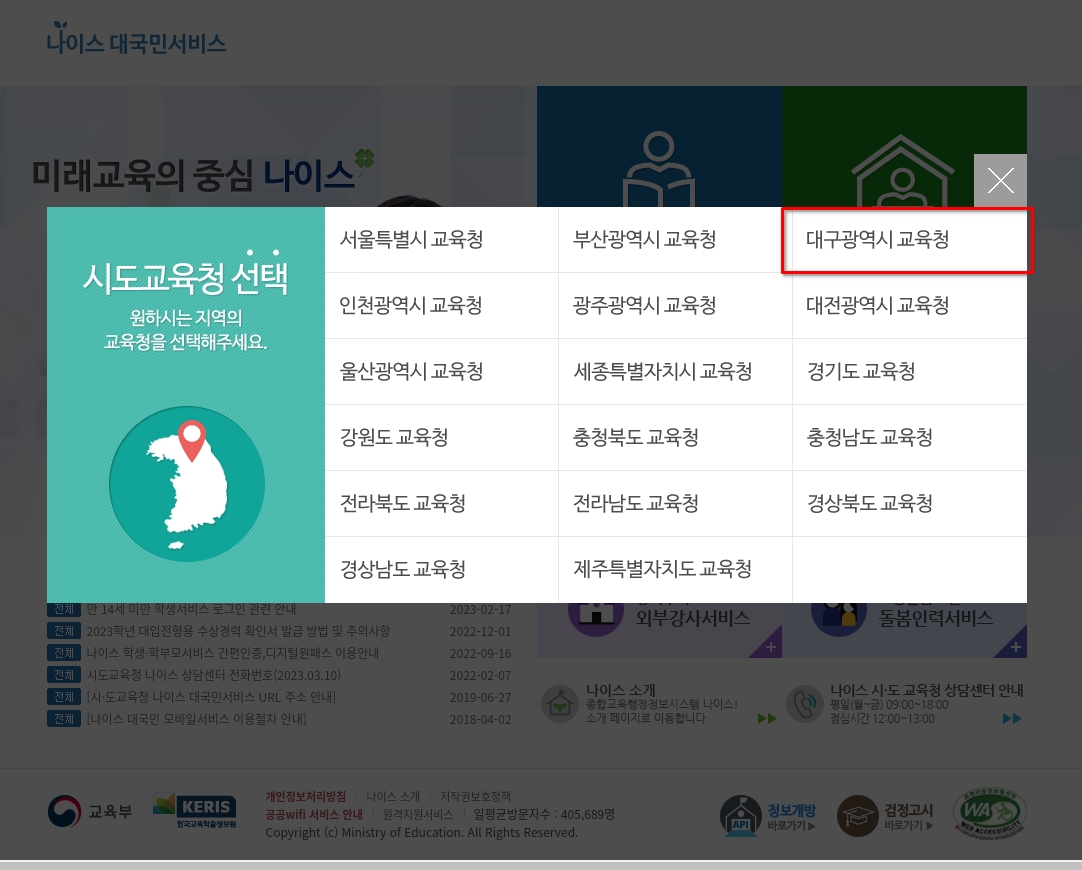 나이스 대국민서비스
미래교육의 중심 나이스
시도교육청 선택
원하시는 지역의
교육청을 선택해주세요.
서울특별시 교육청
부산광역시 교육청
대구광역시 교육청
인천광역시 교육청
광주광역시 교육청
대전광역시 교육청
울산광역시 교육청
세종특별자치시 교육청
경기도 교육청
강원도 교육청
충청북도 교육청
충청남도 교육청
전라북도 교육청
전라남도 교육청
경상북도 교육청
경상남도 교육청
제주특별자치도 교육청
전체 만 14세 미만 학생서비스 로그인 관련 안내 2023-02-17
전체 2023학년 대입전형용 수상경력 확인서 발급 방법 및 주의사항 2022-12-01
전체 나이스 학생·학부모서비스 간편인증,디지털원패스 이용안내 2022-09-16
전체 시도교육청 나이스 상담센터 전화번호(2023.03.10) 2022-02-07
전체 [시·도교육청 나이스 대국민서비스 URL 주소 안내] 2019-06-27
전체 [나이스 대국민 모바일서비스 이용절차 안내] 2018-04-02
외부강사서비스
돌봄인력서비스
나이스 소개
종합교육행정정보시스템 나이스!
소개 페이지로 이동합니다
나이스 시·도 교육청 상담센터 안내
평일(월~금) 09:00~18:00
점심시간 12:00~13:00
교육부
KERIS
한국교육학술정보원
개인정보처리방침 나이스 소개 저작권보호정책
공공wifi 서비스 안내 원격지원서비스 일평균방문자수 : 405,689명
Copyright (c) Ministry of Education. All Rights Reserved.
API
정보개방
바로가기
검정고시
바로가기
WA
WEB ACCESSIBILITY